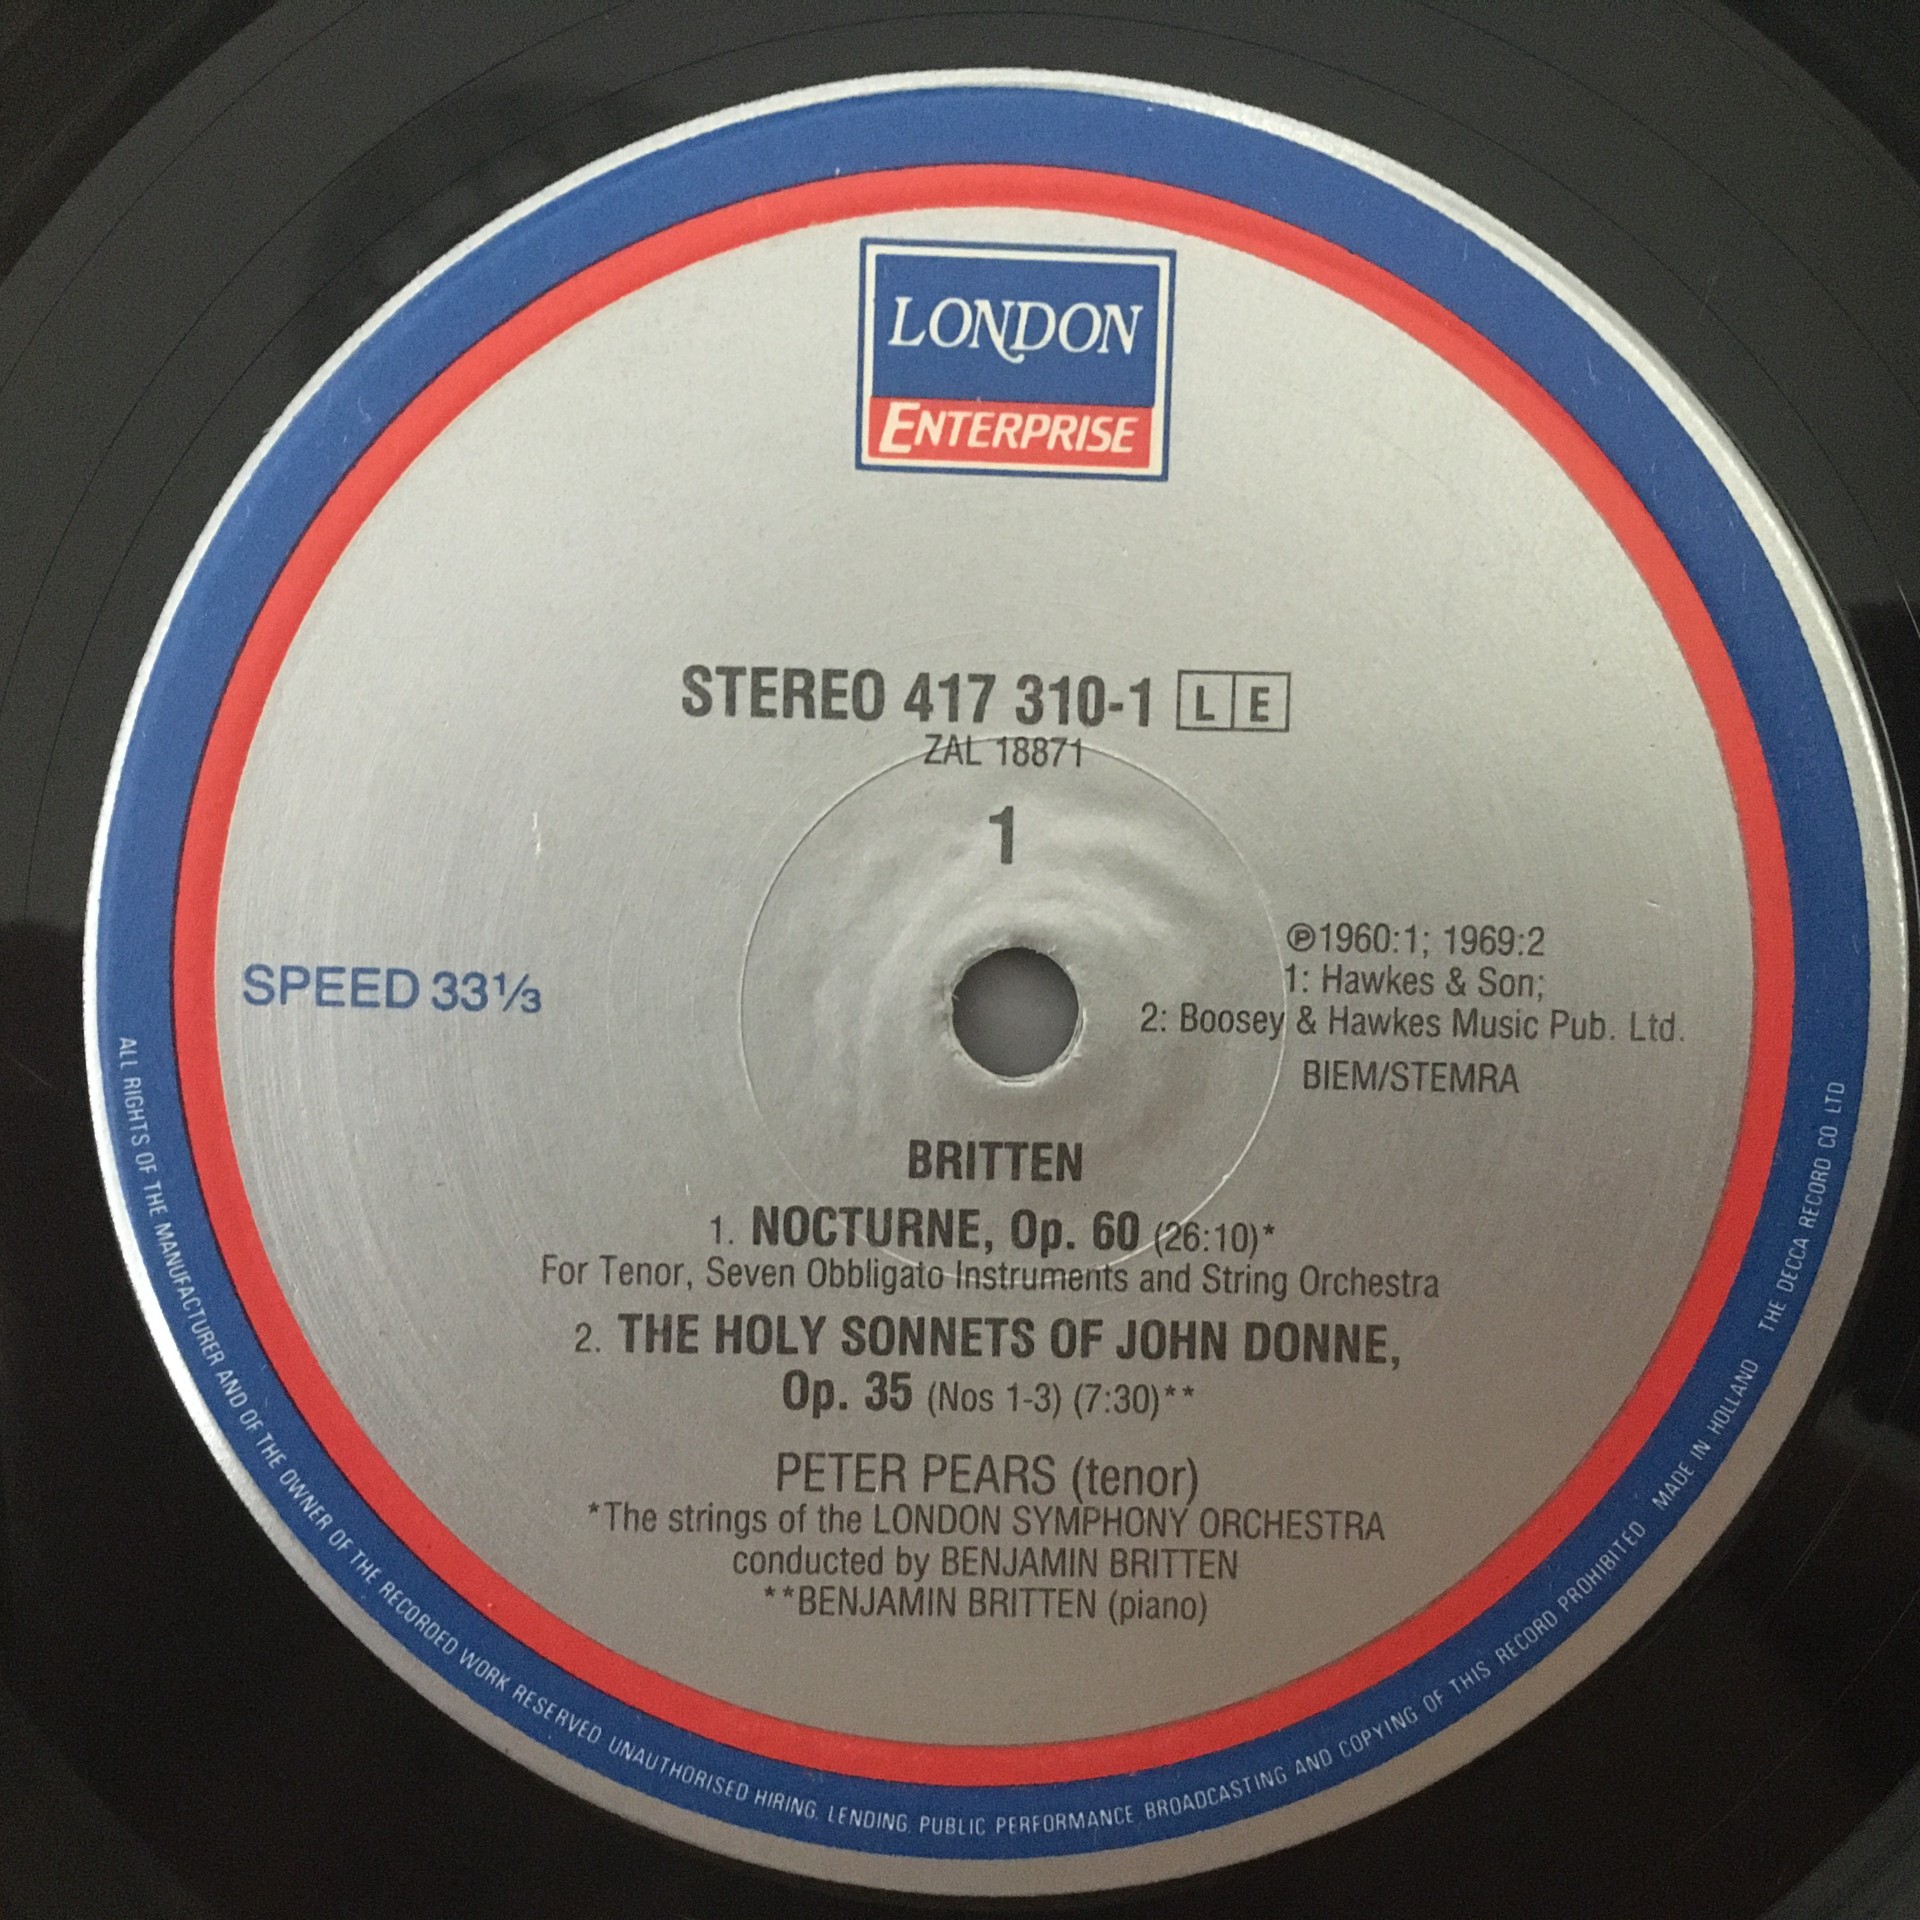 LONDON
ENTERPRISE
STEREO 417 310-1 L E
ZAL 18871
1
SPEED 33⅓
℗1960:1; 1969:2
1: Hawkes & Son;
2: Boosey & Hawkes Music Pub. Ltd.
BIEM/STEMRA
BRITTEN
1. NOCTURNE, Op. 60 (26:10)*
For Tenor, Seven Obbligato Instruments and String Orchestra
2. THE HOLY SONNETS OF JOHN DONNE,
Op. 35 (Nos 1-3) (7:30)**
PETER PEARS (tenor)
*The strings of the LONDON SYMPHONY ORCHESTRA
conducted by BENJAMIN BRITTEN
**BENJAMIN BRITTEN (piano)
ALL RIGHTS OF THE MANUFACTURER AND OF THE OWNER OF THE RECORDED WORK RESERVED UNAUTHORISED HIRING, LENDING, PUBLIC PERFORMANCE BROADCASTING AND COPYING OF THIS RECORD PROHIBITED MADE IN HOLLAND THE DECCA RECORD CO LTD